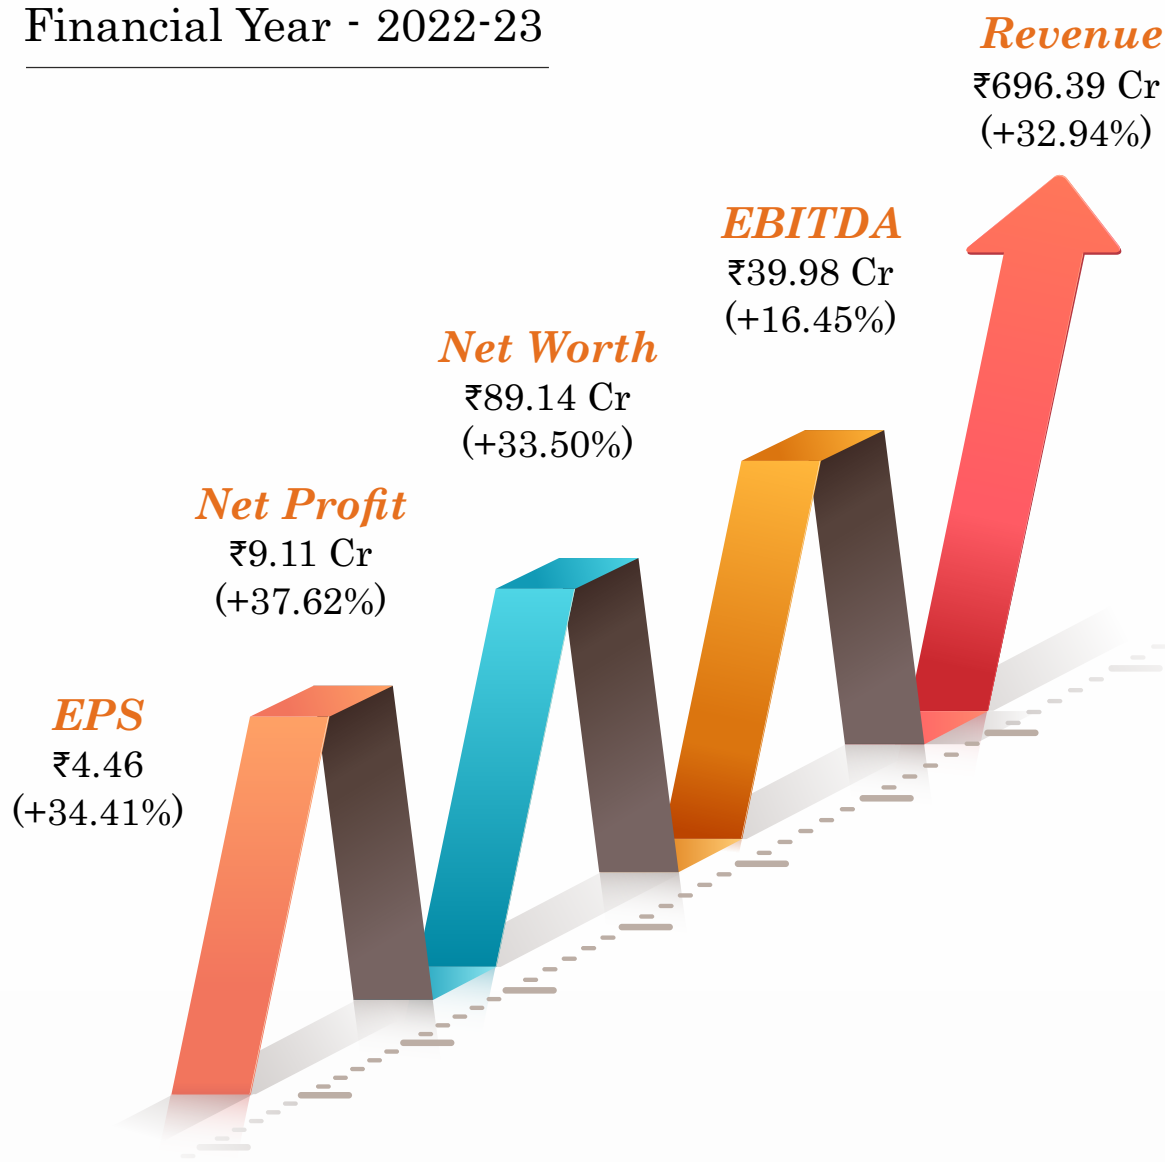 Financial Year - 2022-23
Revenue
₹696.39 Cr
(+32.94%)
EBITDA
₹39.98 Cr
(+16.45%)
Net Worth
₹89.14 Cr
(+33.50%)
Net Profit
₹9.11 Cr
(+37.62%)
EPS
₹4.46
(+34.41%)